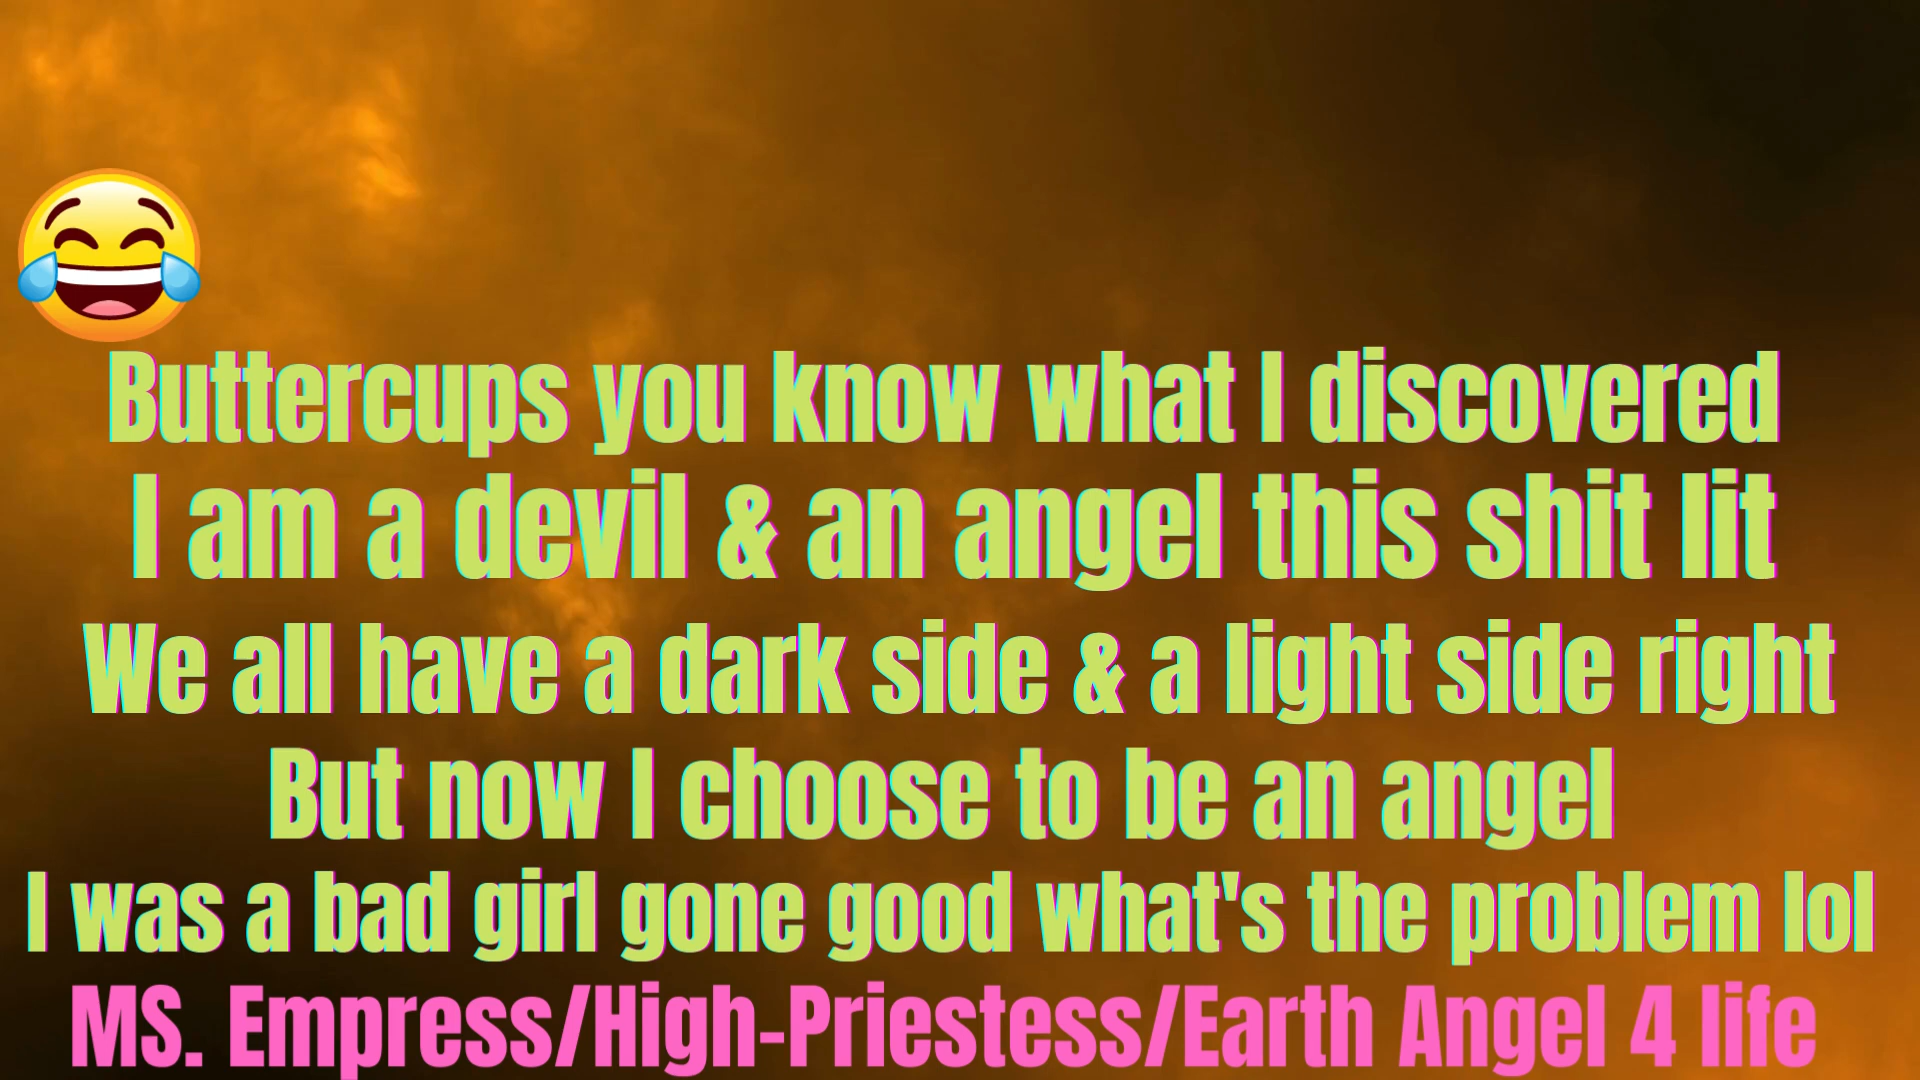 Buttercups you know what I discovered
I am a devil & an angel this shit lit
We all have a dark side & a light side right
But now I choose to be an angel
I was a bad girl gone good what's the problem lol
MS. Empress/High-Priestess/Earth Angel 4 life